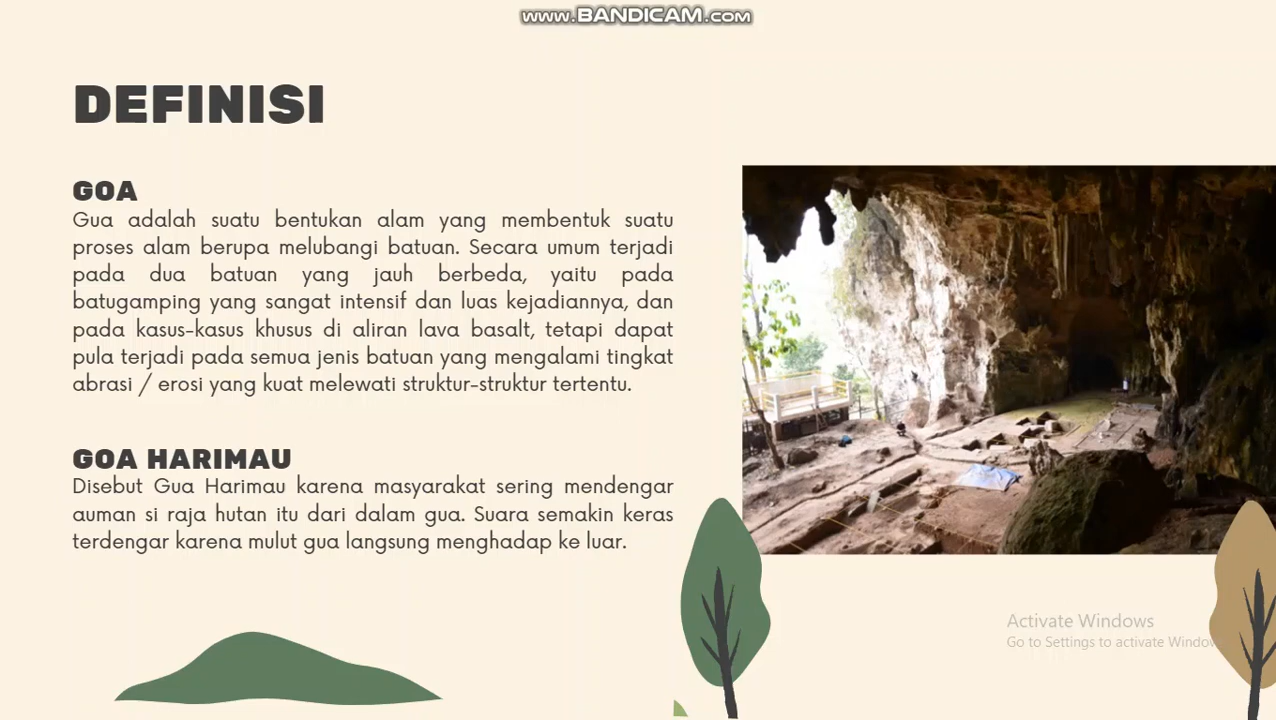 www.BANDICAM.com
DEFINISI
GOA
Gua adalah suatu bentukan alam yang membentuk suatu
proses alam berupa melubangi batuan. Secara umum terjadi
pada dua batuan yang jauh berbeda, yaitu pada
batugamping yang sangat intensif dan luas kejadiannya, dan
pada kasus-kasus khusus di aliran lava basalt, tetapi dapat
pula terjadi pada semua jenis batuan yang mengalami tingkat
abrasi / erosi yang kuat melewati struktur-struktur tertentu.
GOA HARIMAU
Disebut Gua Harimau karena masyarakat sering mendengar
auman si raja hutan itu dari dalam gua. Suara semakin keras
terdengar karena mulut gua langsung menghadap ke luar.
Activate Windows
Go to Settings to activate Window